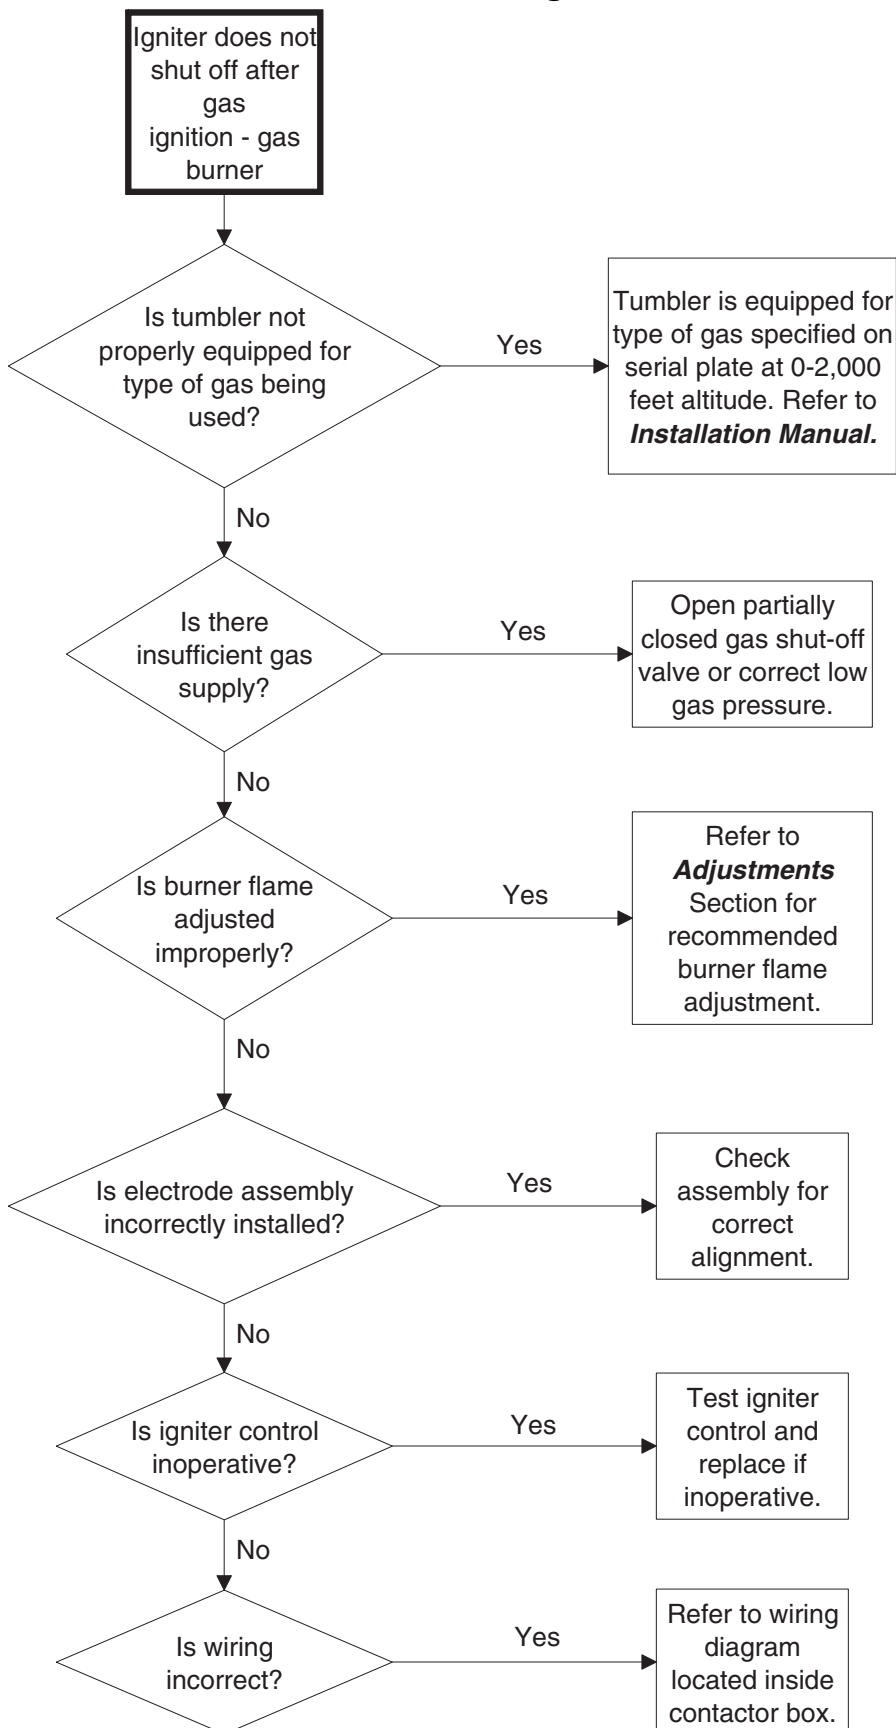 Igniter does not
shut off after
gas
ignition - gas
burner
Is tumbler not
properly equipped for
type of gas being
used?
Yes
Tumbler is equipped for
type of gas specified on
serial plate at 0-2,000
feet altitude. Refer to
Installation Manual.
No
Is there
insufficient gas
supply?
Yes
Open partially
closed gas shut-off
valve or correct low
gas pressure.
No
Is burner flame
adjusted
improperly?
Yes
Refer to
Adjustments
Section for
recommended
burner flame
adjustment.
No
Is electrode assembly
incorrectly installed?
Yes
Check
assembly for
correct
alignment.
No
Is igniter control
inoperative?
Yes
Test igniter
control and
replace if
inoperative.
No
Is wiring
incorrect?
Yes
Refer to wiring
diagram
located inside
contactor box.